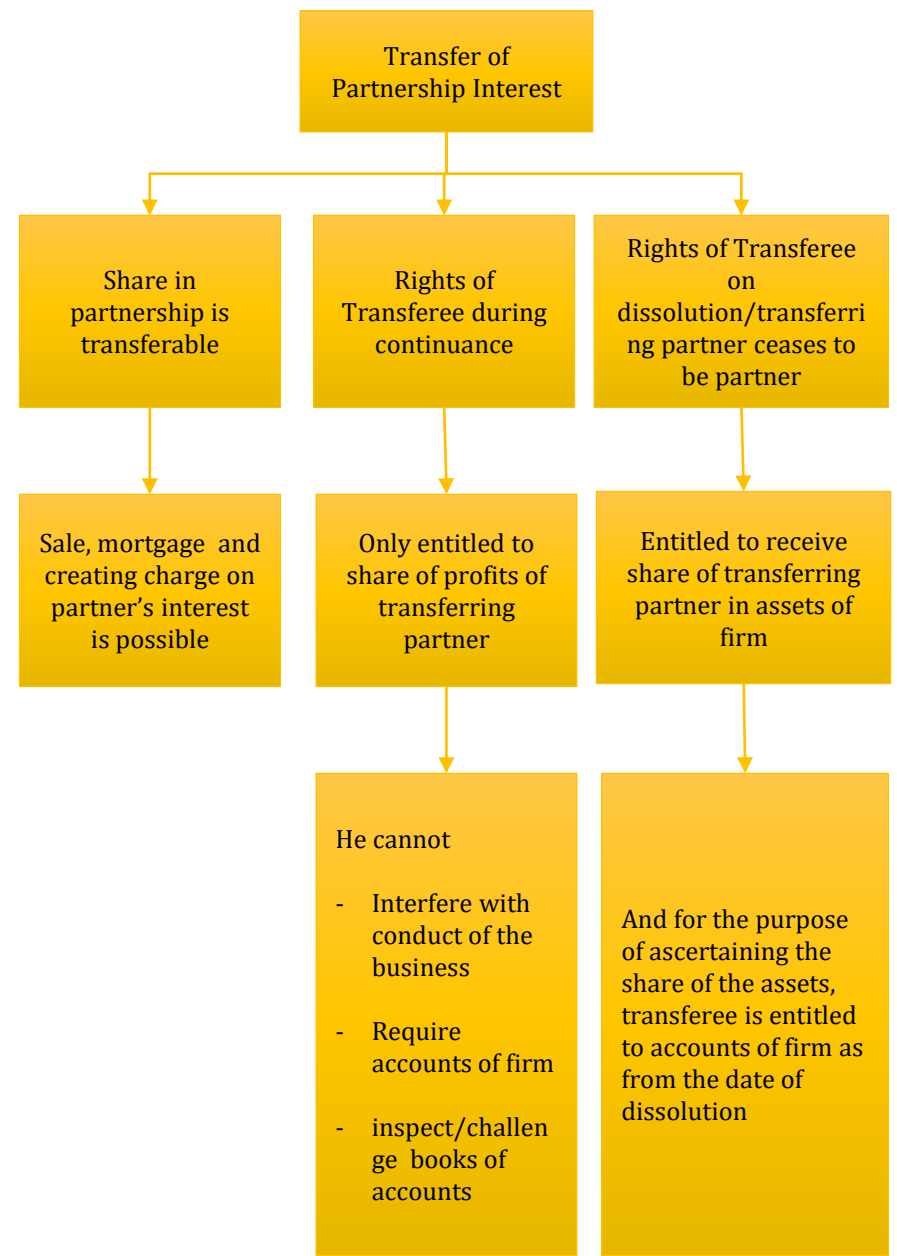 Transfer of
Partnership Interest
Share in
partnership is
transferable
Rights of
Transferee during
continuance
Rights of Transferee
on
dissolution/transferri
ng partner ceases to
be partner
Sale, mortgage and
creating charge on
partner’s interest
is possible
Only entitled to
share of profits of
transferring
partner
Entitled to receive
share of transferring
partner in assets of
firm
He cannot
- Interfere with
conduct of the
business
- Require
accounts of firm
- inspect/challen
ge books of
accounts
And for the purpose
of ascertaining the
share of the assets,
transferee is entitled
to accounts of firm as
from the date of
dissolution